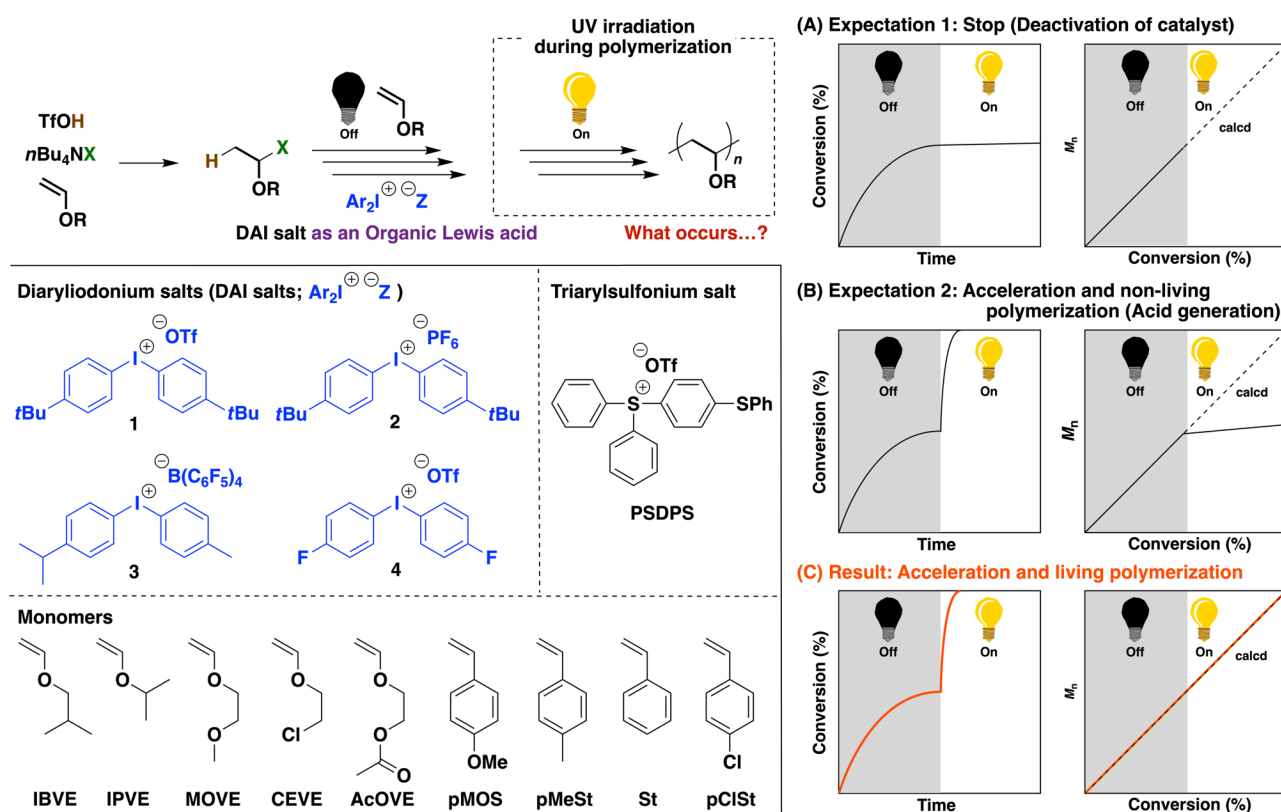 UV irradiation
during polymerization
TfOH
nBu₄NX
OR
H
X
OR
Off
OR
Ar₂I⊕ ⊖Z
On
n
OR
DAI salt as an Organic Lewis acid
What occurs...?
Diaryliodonium salts (DAI salts; Ar₂I⊕ ⊖Z )
⊖OTf
I⊕
tBu
tBu
1
⊖PF₆
I⊕
tBu
tBu
2
⊖B(C₆F₅)₄
I⊕
3
⊖OTf
I⊕
F
F
4
Triarylsulfonium salt
⊖OTf
S⊕
SPh
PSDPS
Monomers
O
IBVE
O
IPVE
O
O
MOVE
O
Cl
CEVE
O
O
O
AcOVE
OMe
pMOS
pMeSt
St
Cl
pClSt
(A) Expectation 1: Stop (Deactivation of catalyst)
Conversion (%)
Off
On
Time
Mn
Off
On
calcd
Conversion (%)
(B) Expectation 2: Acceleration and non-living
polymerization (Acid generation)
Conversion (%)
Off
On
Time
Mn
Off
On
calcd
Conversion (%)
(C) Result: Acceleration and living polymerization
Conversion (%)
Off
On
Time
Mn
Off
On
calcd
Conversion (%)